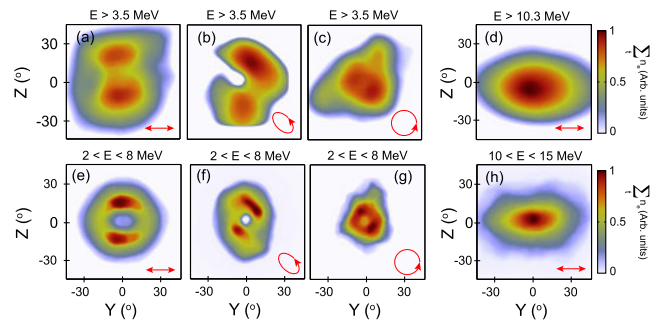 E > 3.5 MeV E > 3.5 MeV E > 3.5 MeV E > 10.3 MeV
(a) (b) (c) (d)
Z (°) 30 0 -30
1 0.5 0 -∑ nₑ (Arb. units)
2 < E < 8 MeV 2 < E < 8 MeV 2 < E < 8 MeV 10 < E < 15 MeV
(e) (f) (g) (h)
Z (°) 30 0 -30
1 0.5 0 -∑ nₑ (Arb. units)
-30 0 30 -30 0 30 -30 0 30 -30 0 30
Y (°) Y (°) Y (°) Y (°)